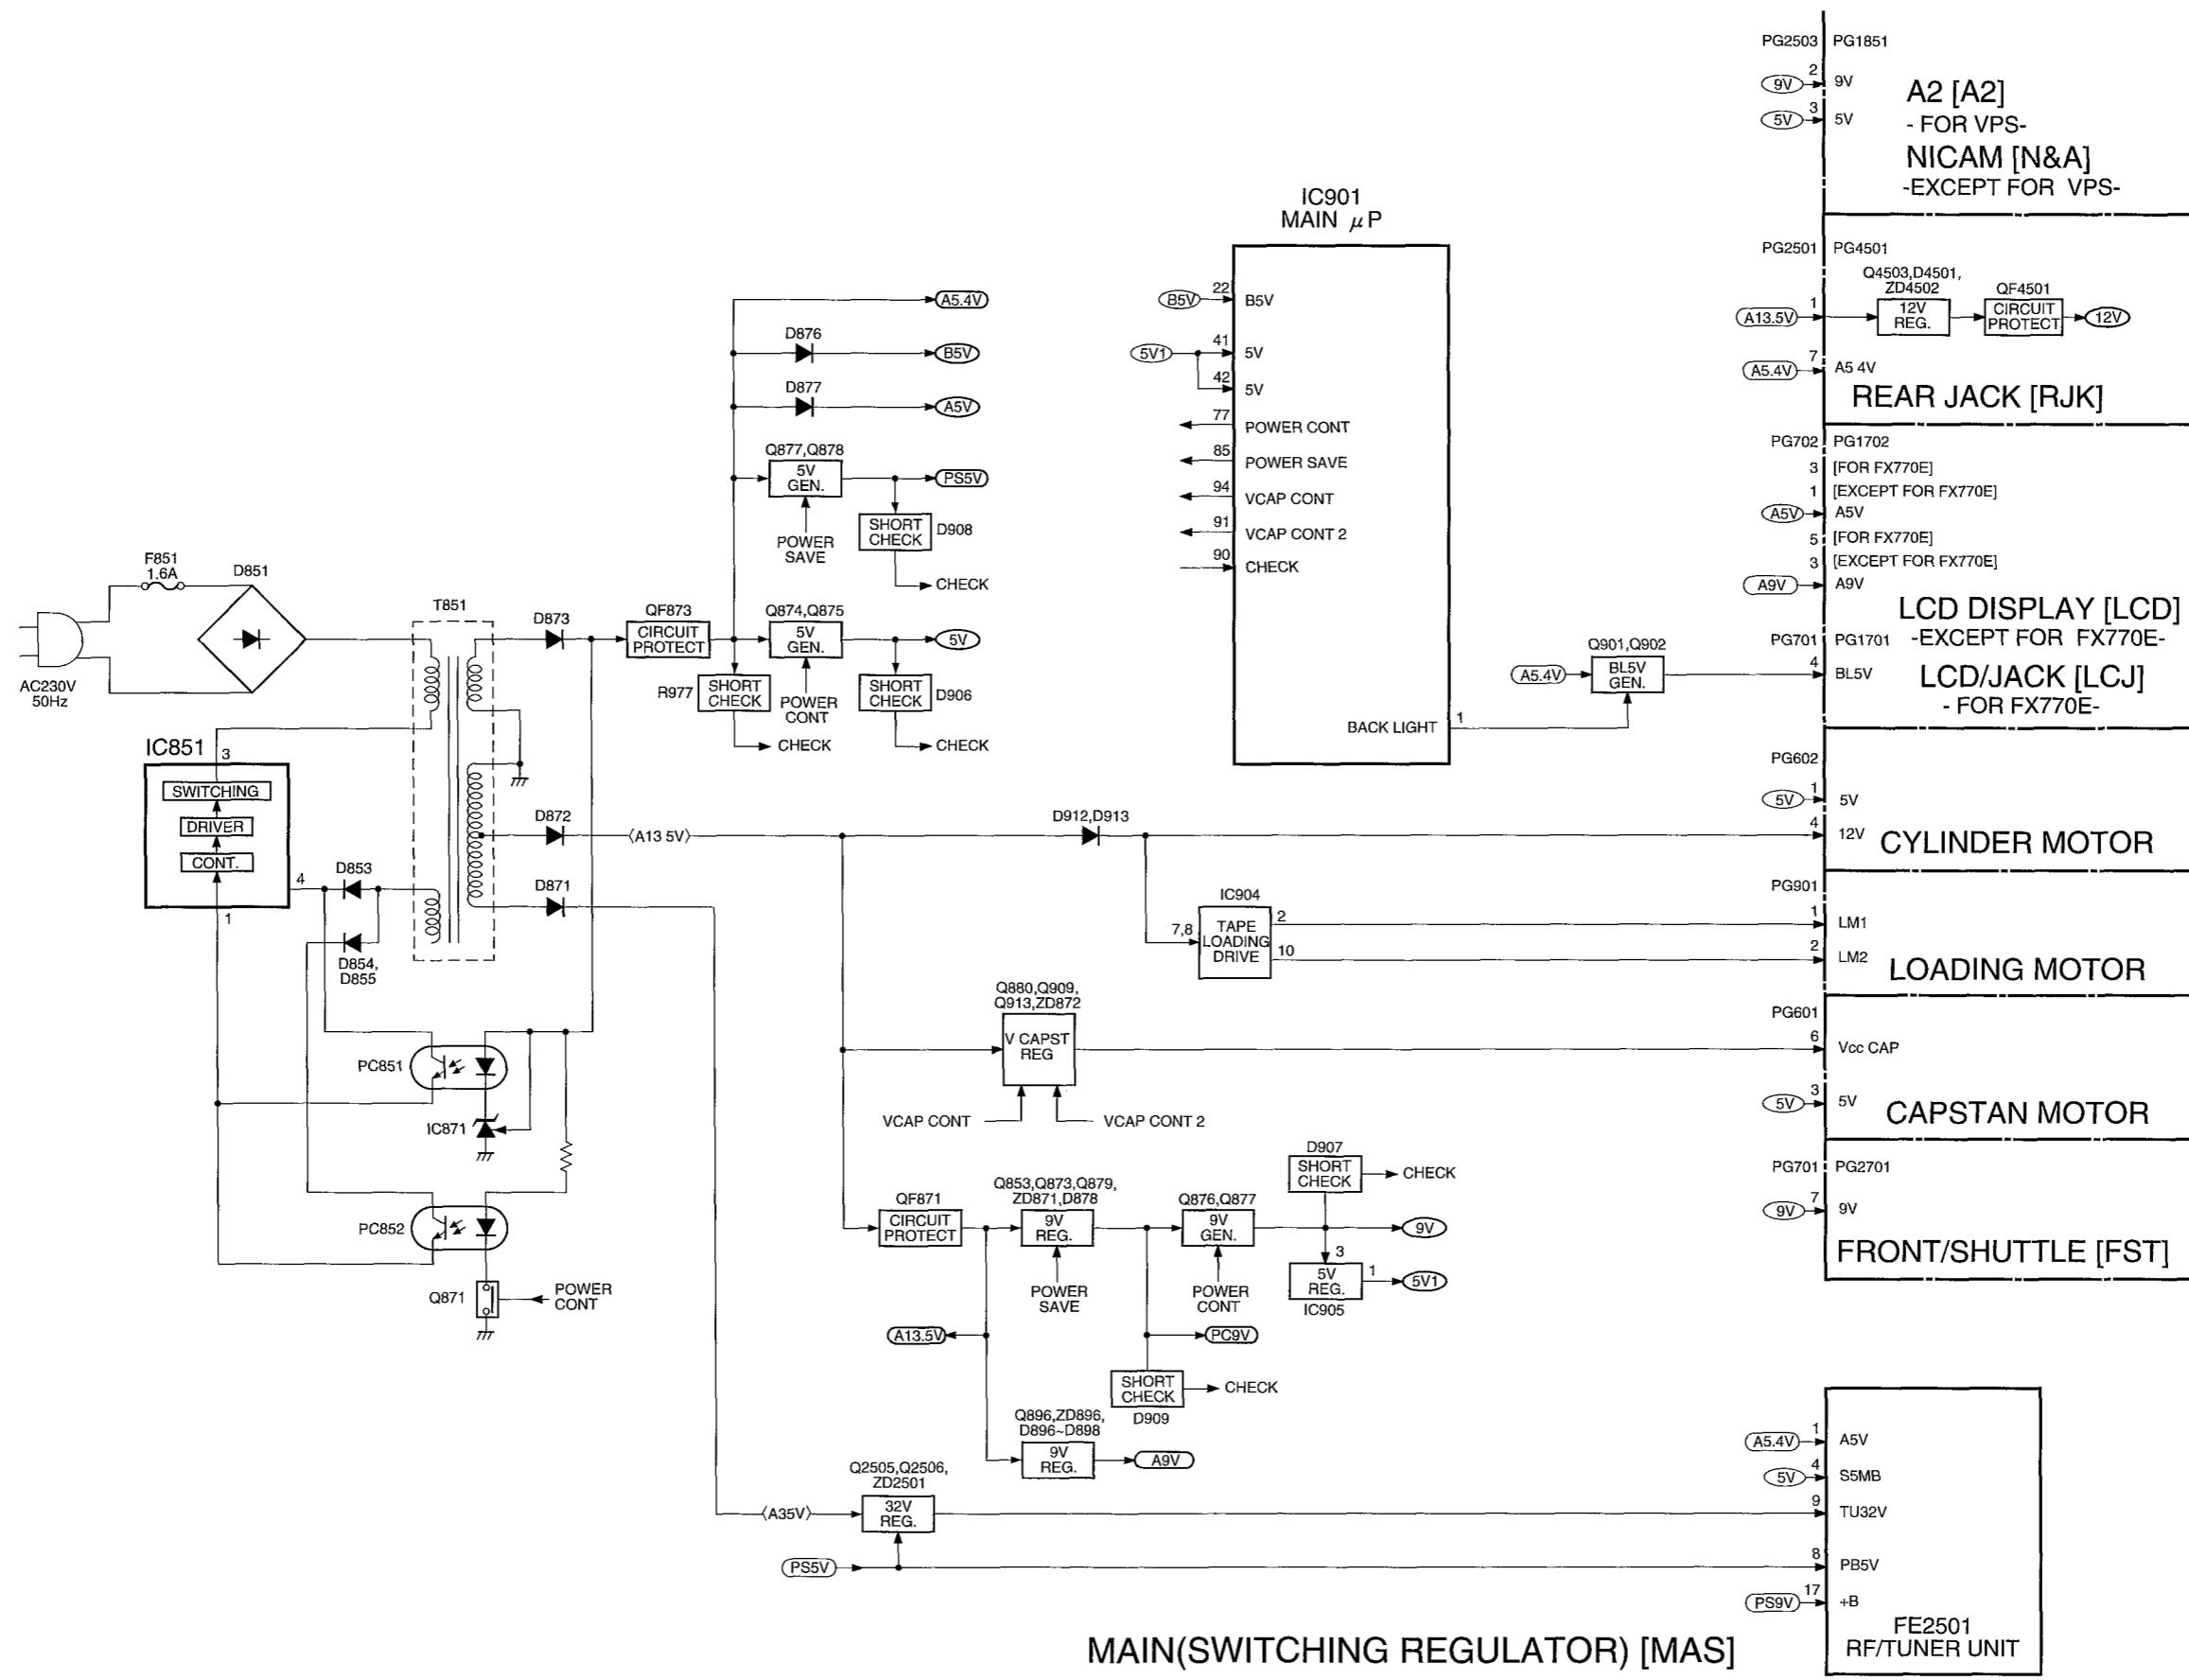 PG2503 PG1851
2
9V 9V
3
5V 5V
A2 [A2]
- FOR VPS-
NICAM [N&A]
-EXCEPT FOR VPS-
PG2501 PG4501
Q4503,D4501,
ZD4502
12V
REG.
QF4501
CIRCUIT
PROTECT
12V
1
A13.5V
7
A5.4V A5 4V
REAR JACK [RJK]
PG702 PG1702
3 [FOR FX770E]
1 [EXCEPT FOR FX770E]
A5V A5V
5 [FOR FX770E]
3 [EXCEPT FOR FX770E]
A9V A9V
LCD DISPLAY [LCD]
-EXCEPT FOR FX770E-
PG701 PG1701
4
BL5V
LCD/JACK [LCJ]
- FOR FX770E-
Q901,Q902
A5.4V
BL5V
GEN.
IC901
MAIN μP
B5V 22 B5V
5V1 41 5V
42 5V
77 POWER CONT
85 POWER SAVE
94 VCAP CONT
91 VCAP CONT 2
90 CHECK
BACK LIGHT 1
A5.4V
D876
B5V
D877
A5V
Q877,Q878
5V
GEN.
PS5V
POWER
SAVE
SHORT
CHECK
D908
CHECK
F851
1.6A
D851
AC230V
50Hz
T851
D873
QF873
CIRCUIT
PROTECT
Q874,Q875
5V
GEN.
5V
R977
SHORT
CHECK
CHECK
POWER
CONT
SHORT
CHECK
D906
CHECK
IC851
3
SWITCHING
DRIVER
CONT.
4
1
D853
D854,
D855
D872
A13 5V
D871
D912,D913
PG602
1
5V 5V
4
12V
CYLINDER MOTOR
PG901
IC904
7,8
TAPE
LOADING
DRIVE
2
10
1
LM1
2
LM2
LOADING MOTOR
Q880,Q909,
Q913,ZD872
V CAPST
REG
VCAP CONT VCAP CONT 2
PG601
6
Vcc CAP
3
5V 5V
CAPSTAN MOTOR
PC851
IC871
PC852
Q871
POWER
CONT
PG701 PG2701
7
9V 9V
FRONT/SHUTTLE [FST]
QF871
CIRCUIT
PROTECT
Q853,Q873,Q879,
ZD871,D878
9V
REG.
POWER
SAVE
Q876,Q877
9V
GEN.
POWER
CONT
D907
SHORT
CHECK
CHECK
9V
3
5V
REG.
1
5V1
IC905
A13.5V
PC9V
SHORT
CHECK
CHECK
D909
Q896,ZD896,
D896~D898
9V
REG.
A9V
Q2505,Q2506,
ZD2501
A35V
32V
REG.
PS5V
1
A5.4V A5V
4
5V S5MB
9
TU32V
8
PB5V
17
PS9V +B
FE2501
RF/TUNER UNIT
MAIN(SWITCHING REGULATOR) [MAS]